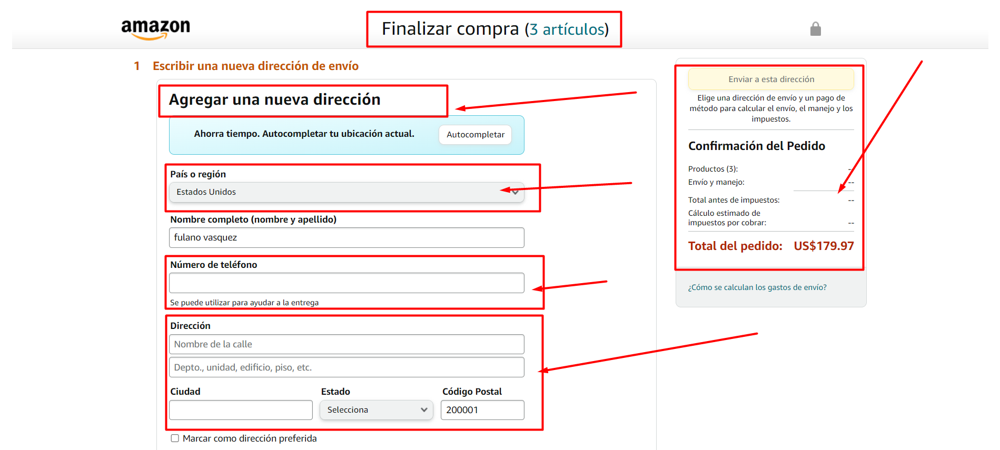 amazon
Finalizar compra (3 artículos)
1 Escribir una nueva dirección de envío
Agregar una nueva dirección
Ahorra tiempo. Autocompletar tu ubicación actual.
Autocompletar
País o región
Estados Unidos
Nombre completo (nombre y apellido)
fulano vasquez
Número de teléfono
Se puede utilizar para ayudar a la entrega
Dirección
Nombre de la calle
Depto., unidad, edificio, piso, etc.
Ciudad Estado Código Postal
Selecciona 200001
Marcar como dirección preferida
Enviar a esta dirección
Elige una dirección de envío y un pago de
método para calcular el envío, el manejo y los
impuestos.
Confirmación del Pedido
Productos (3): --
Envío y manejo: --
Total antes de impuestos: --
Cálculo estimado de
impuestos por cobrar: --
Total del pedido: US$179.97
¿Cómo se calculan los gastos de envío?